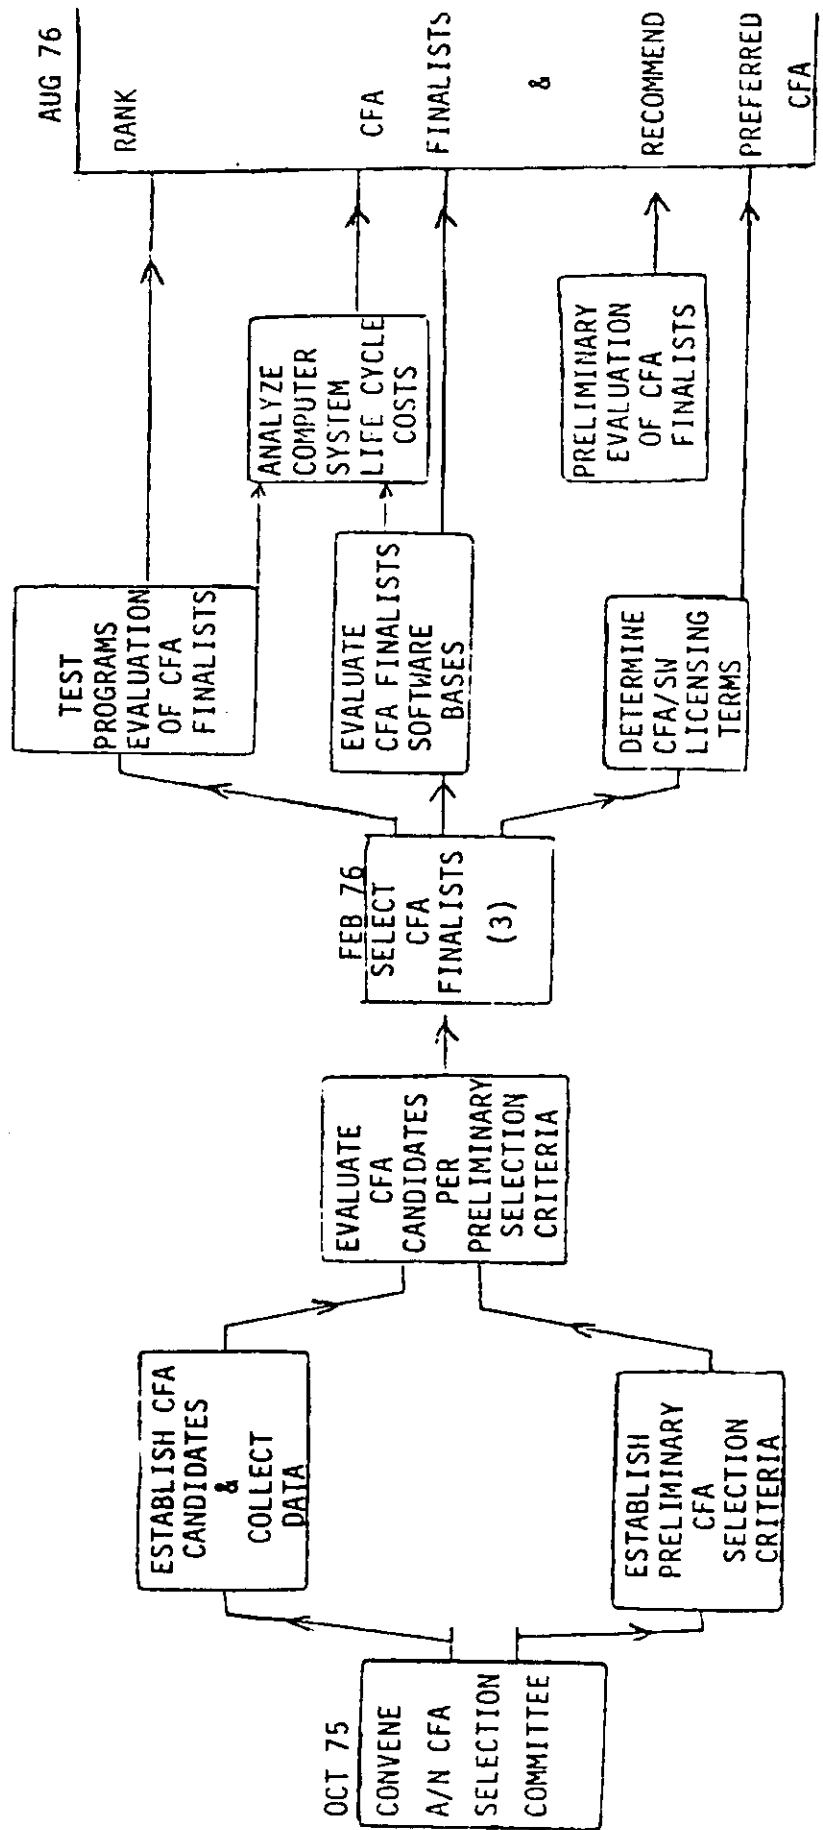 OCT 75
CONVENE
A/N CFA
SELECTION
COMMITTEE
ESTABLISH CFA
CANDIDATES
&
COLLECT
DATA
ESTABLISH
PRELIMINARY
CFA
SELECTION
CRITERIA
EVALUATE
CFA
CANDIDATES
PER
PRELIMINARY
SELECTION
CRITERIA
FEB 76
SELECT
CFA
FINALISTS
(3)
TEST
PROGRAMS
EVALUATION
OF CFA
FINALISTS
EVALUATE
CFA FINALISTS
SOFTWARE
BASES
DETERMINE
CFA/SW
LICENSING
TERMS
ANALYZE
COMPUTER
SYSTEM
LIFE CYCLE
COSTS
PRELIMINARY
EVALUATION
OF CFA
FINALISTS
AUG 76
RANK
CFA
FINALISTS
&
RECOMMEND
PREFERRED
CFA